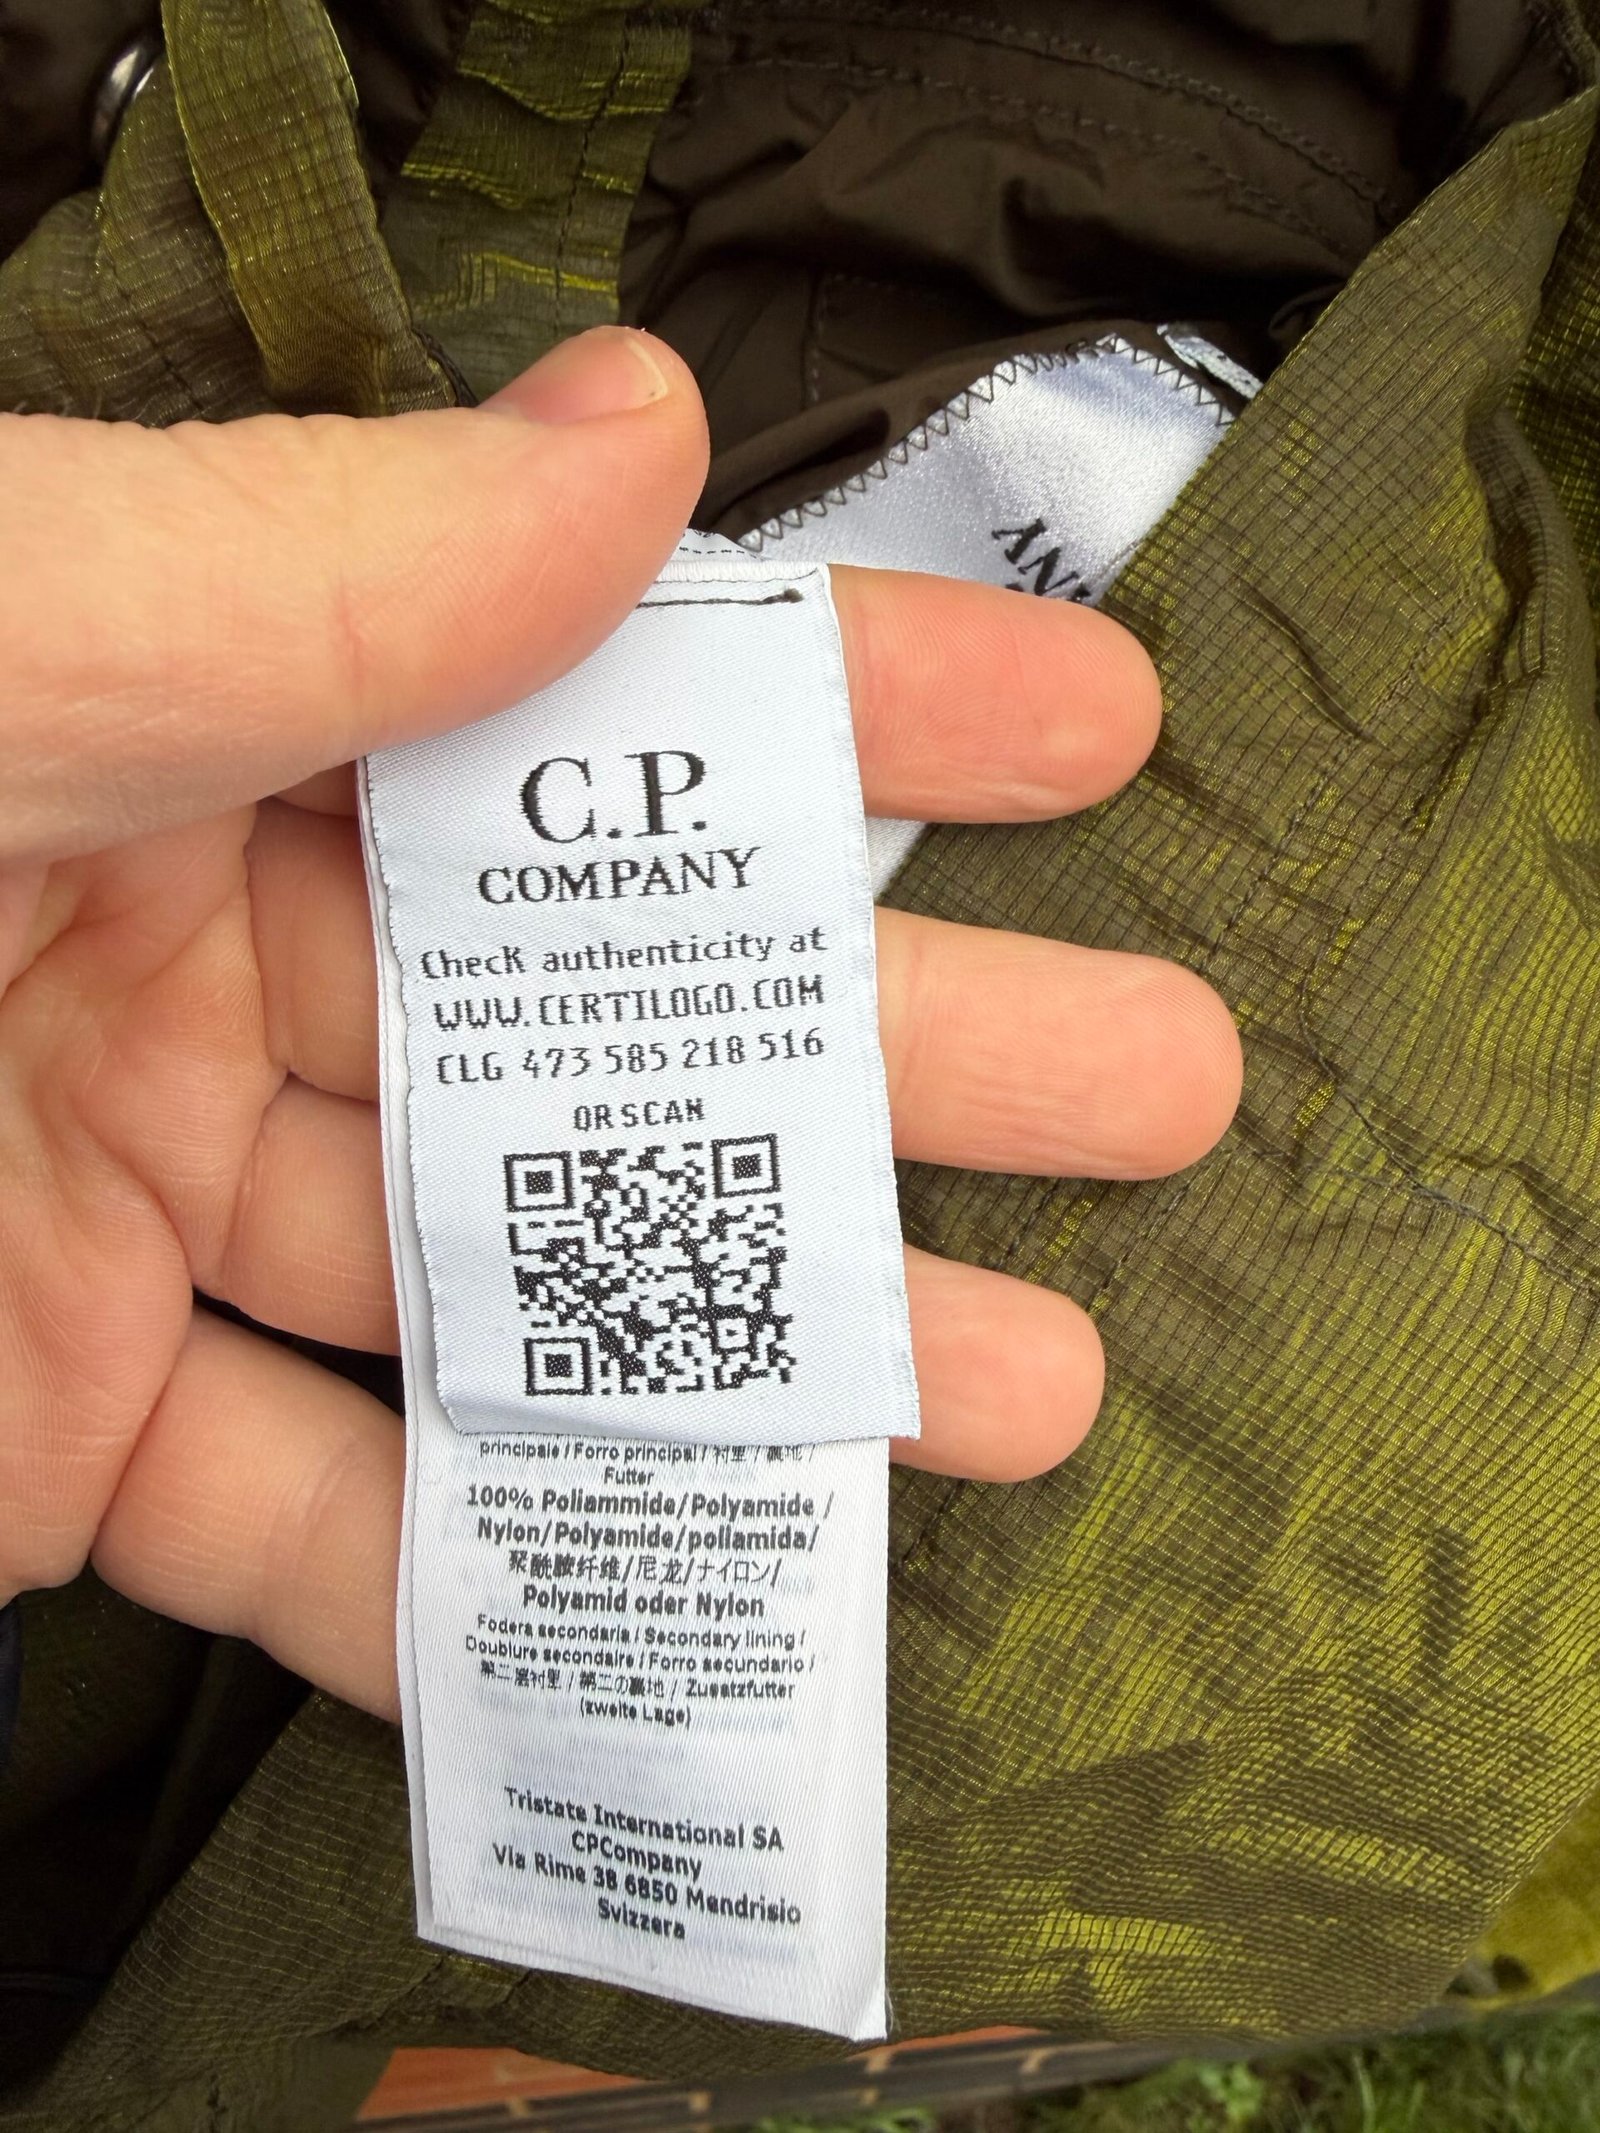 NY
C.P.
COMPANY
Check authenticity at
WWW.CERTILOGO.COM
CLG 473 585 218 516
QR SCAN
principale / Forro principal / 衬里 / 裏地 /
Futter
100% Poliammide/Polyamide /
Nylon/Polyamide/poliamida/
聚酰胺纤维/尼龙/ナイロン/
Polyamid oder Nylon
Fodera secondaria / Secondary lining /
Doublure secondaire / Forro secundario /
第二层衬里 / 第二の裏地 / Zusatzfutter
(zweite Lage)
Tristate International SA
CPCompany
Via Rime 38 6850 Mendrisio
Svizzera